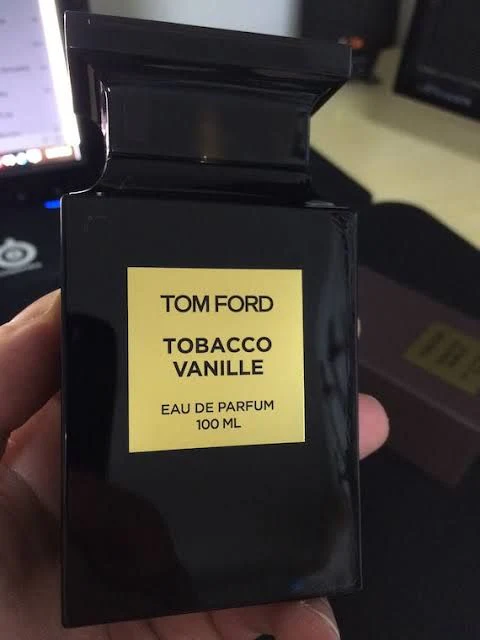 TOM FORD
TOBACCO
VANILLE
EAU DE PARFUM
100 ML